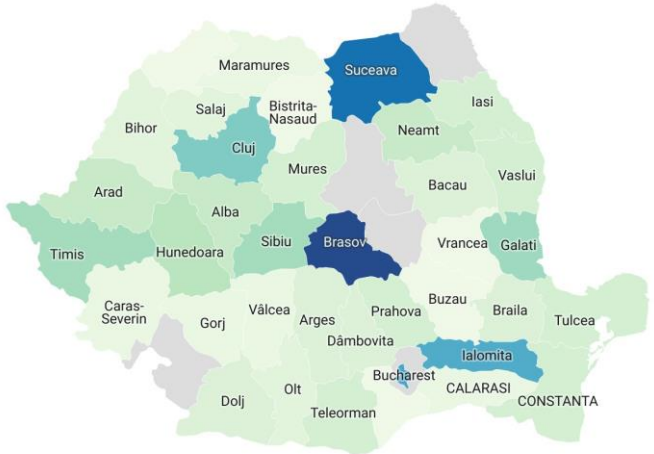 Maramures
Suceava
Iasi
Salaj
Bistrita-
Nasaud
Bihor
Neamt
Cluj
Mures
Vaslui
Bacau
Arad
Alba
Timis
Hunedoara
Sibiu
Brasov
Vrancea
Galati
Caras-
Severin
Gorj
Vâlcea
Arges
Prahova
Buzau
Braila
Tulcea
Dâmbovita
Ialomita
Bucharest
CALARASI
Dolj
Olt
Teleorman
CONSTANTA